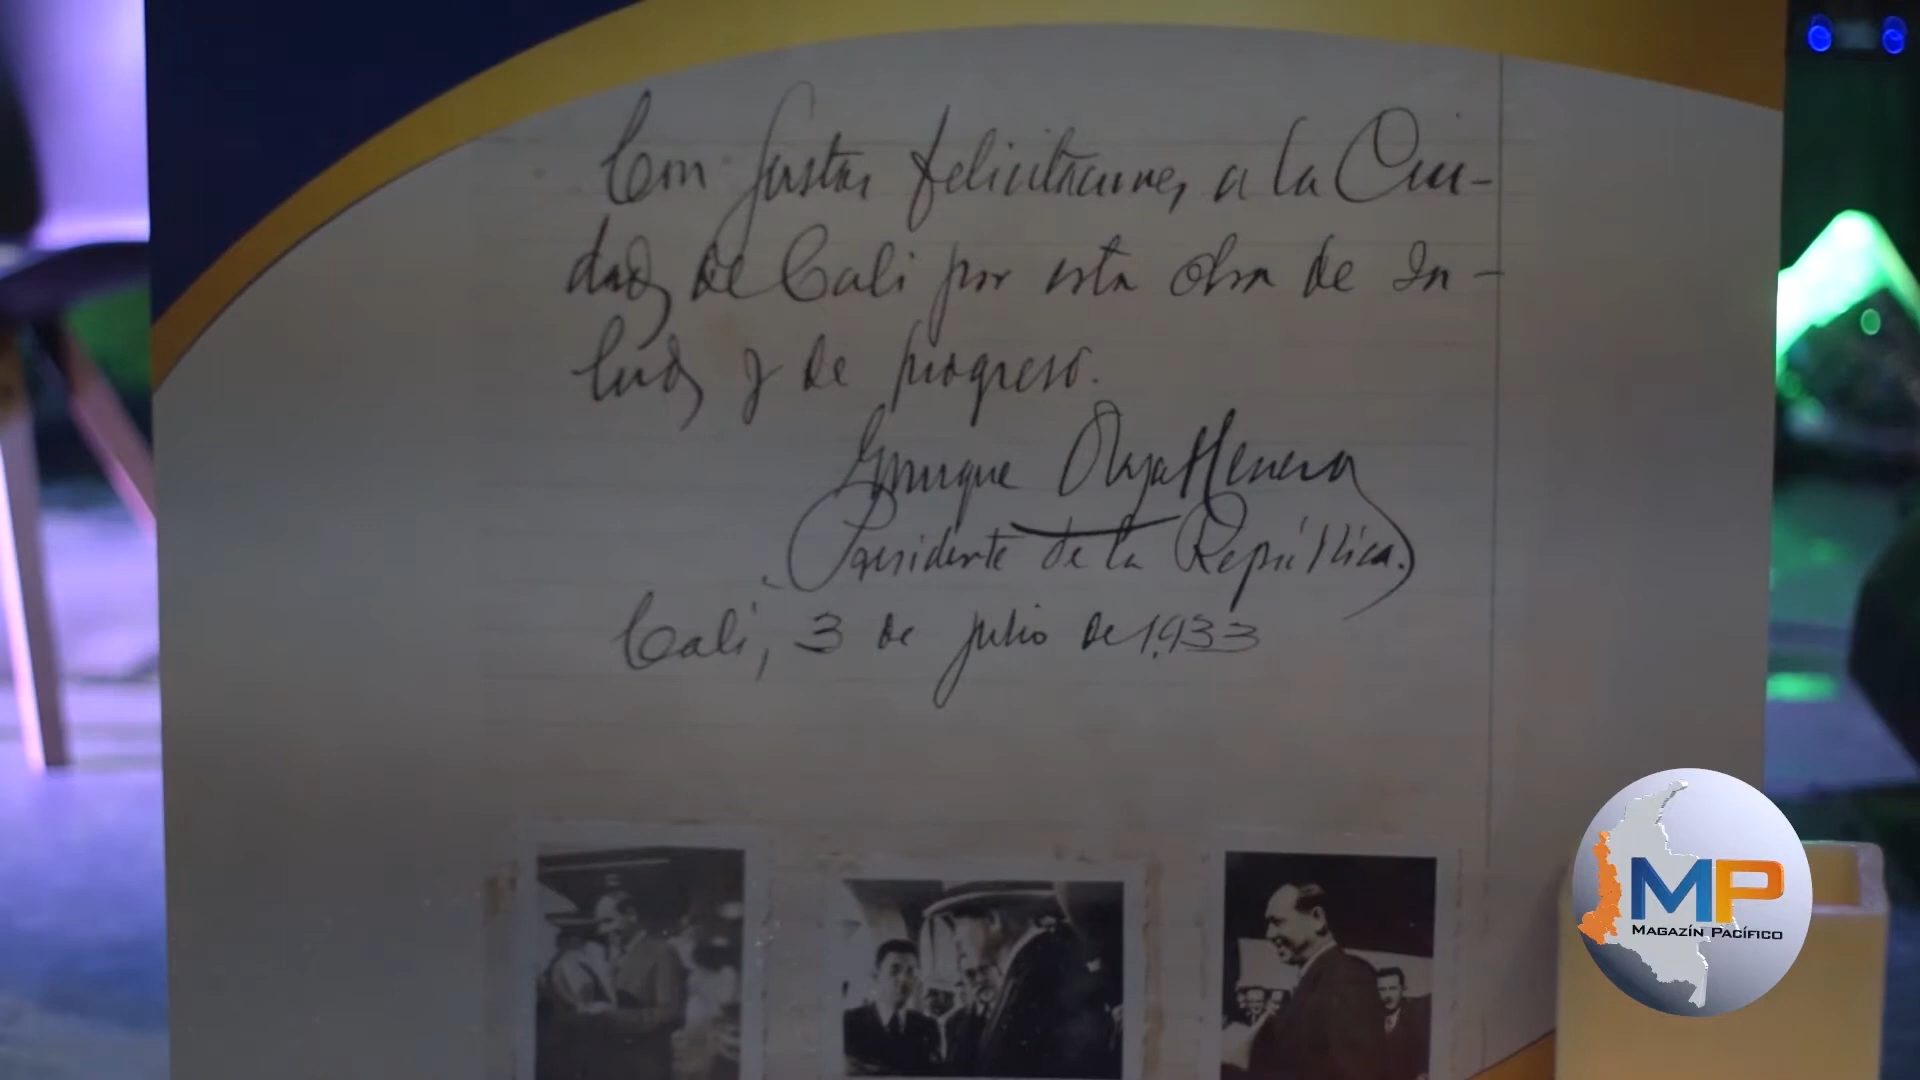 Con justas felicitaciones a la Ciu-
dad de Cali por esta obra de
y de progreso.
Enrique Olaya Herrera
Presidente de la República.
Cali, 3 de julio de 1.933
MP
MAGAZÍN PACÍFICO